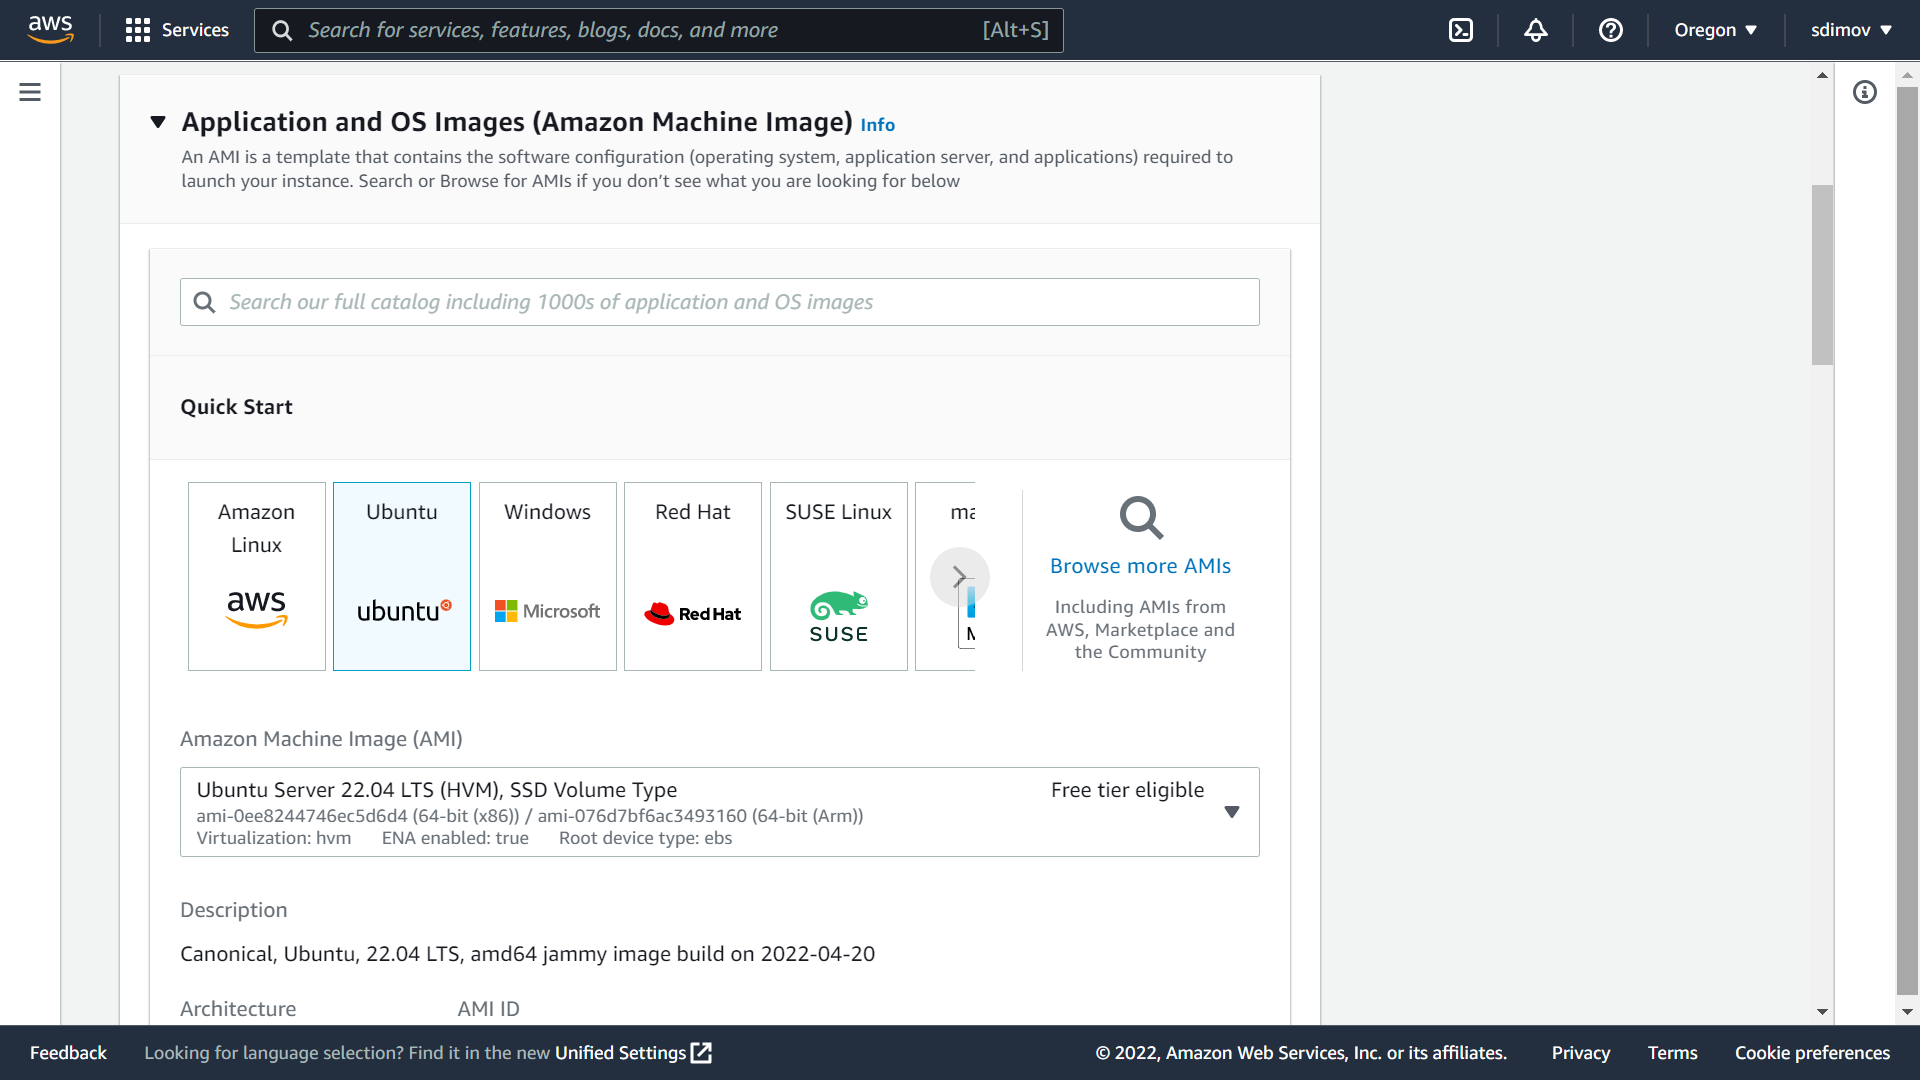 aws
Services
Search for services, features, blogs, docs, and more
[Alt+S]
Oregon
sdimov
Application and OS Images (Amazon Machine Image) Info
An AMI is a template that contains the software configuration (operating system, application server, and applications) required to
launch your instance. Search or Browse for AMIs if you don’t see what you are looking for below
Search our full catalog including 1000s of application and OS images
Quick Start
Amazon
Linux
aws
Ubuntu
ubuntu
Windows
Microsoft
Red Hat
Red Hat
SUSE Linux
SUSE
ma
M
Browse more AMIs
Including AMIs from
AWS, Marketplace and
the Community
Amazon Machine Image (AMI)
Ubuntu Server 22.04 LTS (HVM), SSD Volume Type
Free tier eligible
ami-0ee8244746ec5d6d4 (64-bit (x86)) / ami-076d7bf6ac3493160 (64-bit (Arm))
Virtualization: hvm ENA enabled: true Root device type: ebs
Description
Canonical, Ubuntu, 22.04 LTS, amd64 jammy image build on 2022-04-20
Architecture
AMI ID
Feedback
Looking for language selection? Find it in the new Unified Settings
© 2022, Amazon Web Services, Inc. or its affiliates.
Privacy
Terms
Cookie preferences